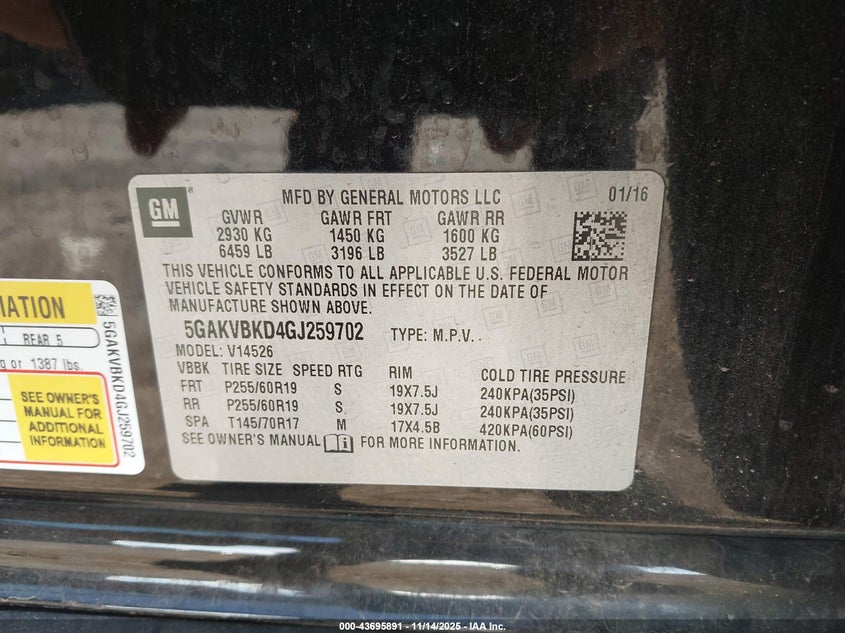 GM
MFD BY GENERAL MOTORS LLC 01/16
GVWR GAWR FRT GAWR RR
2930 KG 1450 KG 1600 KG
6459 LB 3196 LB 3527 LB
THIS VEHICLE CONFORMS TO ALL APPLICABLE U.S. FEDERAL MOTOR
VEHICLE SAFETY STANDARDS IN EFFECT ON THE DATE OF
MANUFACTURE SHOWN ABOVE.
5GAKVBKD4GJ259702 TYPE: M.P.V.
MODEL: V14526
VBBK TIRE SIZE SPEED RTG RIM COLD TIRE PRESSURE
FRT P255/60R19 S 19X7.5J 240KPA(35PSI)
RR P255/60R19 S 19X7.5J 240KPA(35PSI)
SPA T145/70R17 M 17X4.5B 420KPA(60PSI)
SEE OWNER'S MANUAL FOR MORE INFORMATION.
MATION
REAR 5
or 1387 lbs.
SEE OWNER'S
MANUAL FOR
ADDITIONAL
INFORMATION
5GAKVBKD4GJ259702
000-43695891 - 11/14/2025 - IAA Inc.